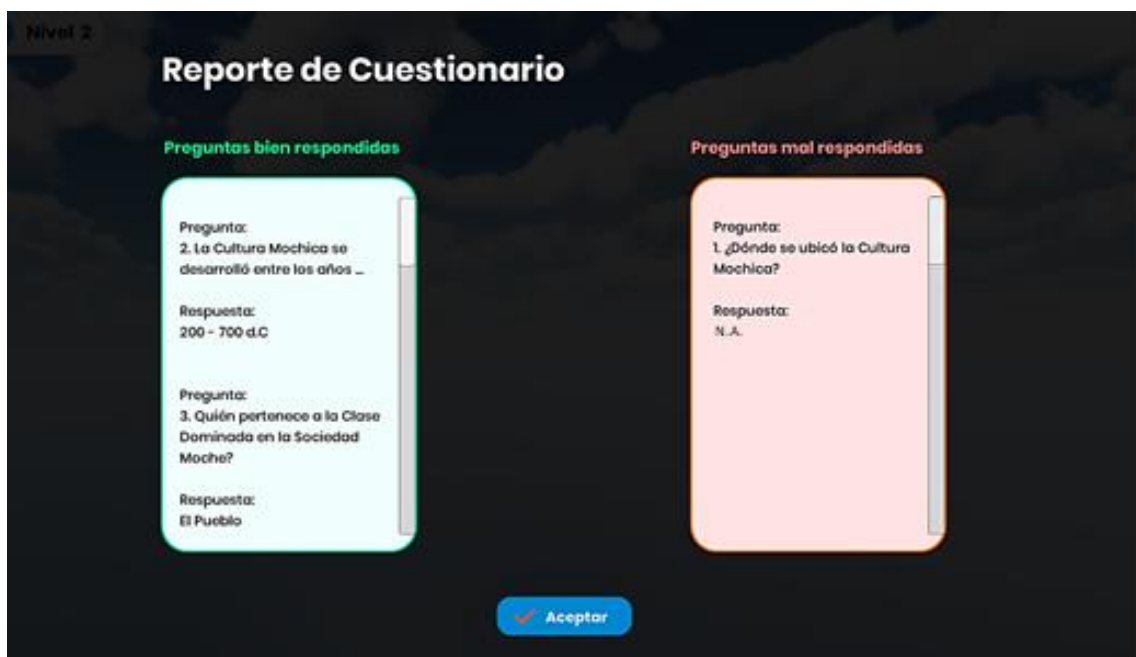 Nivel 2
Reporte de Cuestionario
Preguntas bien respondidas
Pregunta:
2. La Cultura Mochica se
desarrolló entre los años ...
Respuesta:
200 - 700 d.C
Pregunta:
3. Quién pertenece a la Clase
Dominada en la Sociedad
Moche?
Respuesta:
El Pueblo
Preguntas mal respondidas
Pregunta:
1. ¿Dónde se ubicó la Cultura
Mochica?
Respuesta:
N.A.
Aceptar